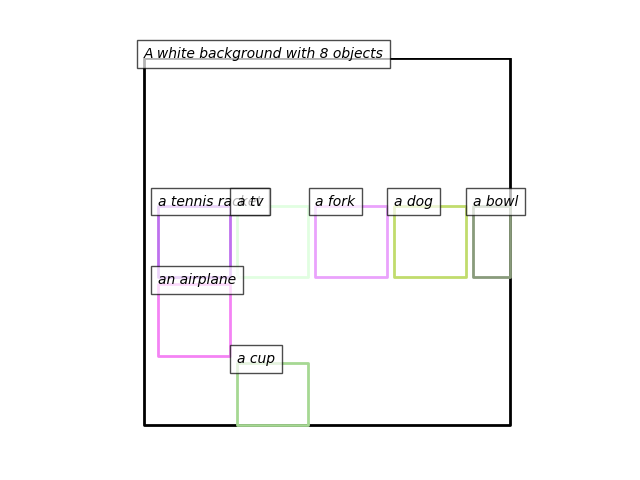 A white background with 8 objects
a tennis racket
a tv
a fork
a dog
a bowl
an airplane
a cup